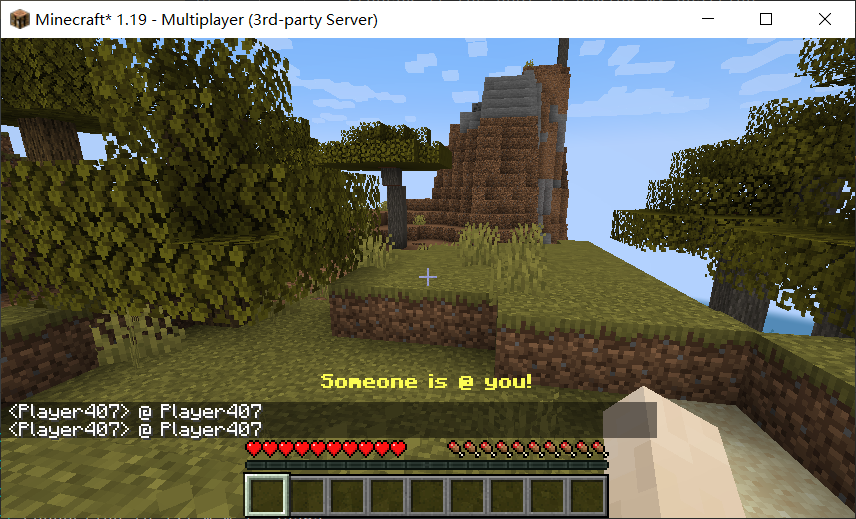 Minecraft* 1.19 - Multiplayer (3rd-party Server)
Someone is @ you!
<Player407> @ Player407
<Player407> @ Player407